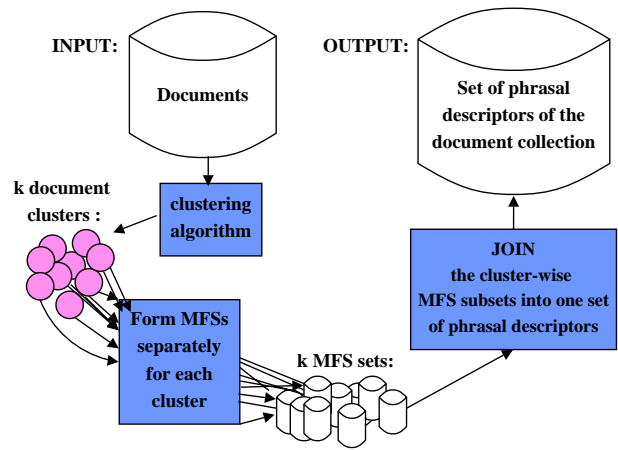 INPUT:
Documents
clustering
algorithm
k document
clusters :
Form MFSs
separately
for each
cluster
k MFS sets:
JOIN
the cluster-wise
MFS subsets into one set
of phrasal descriptors
OUTPUT:
Set of phrasal
descriptors of the
document collection